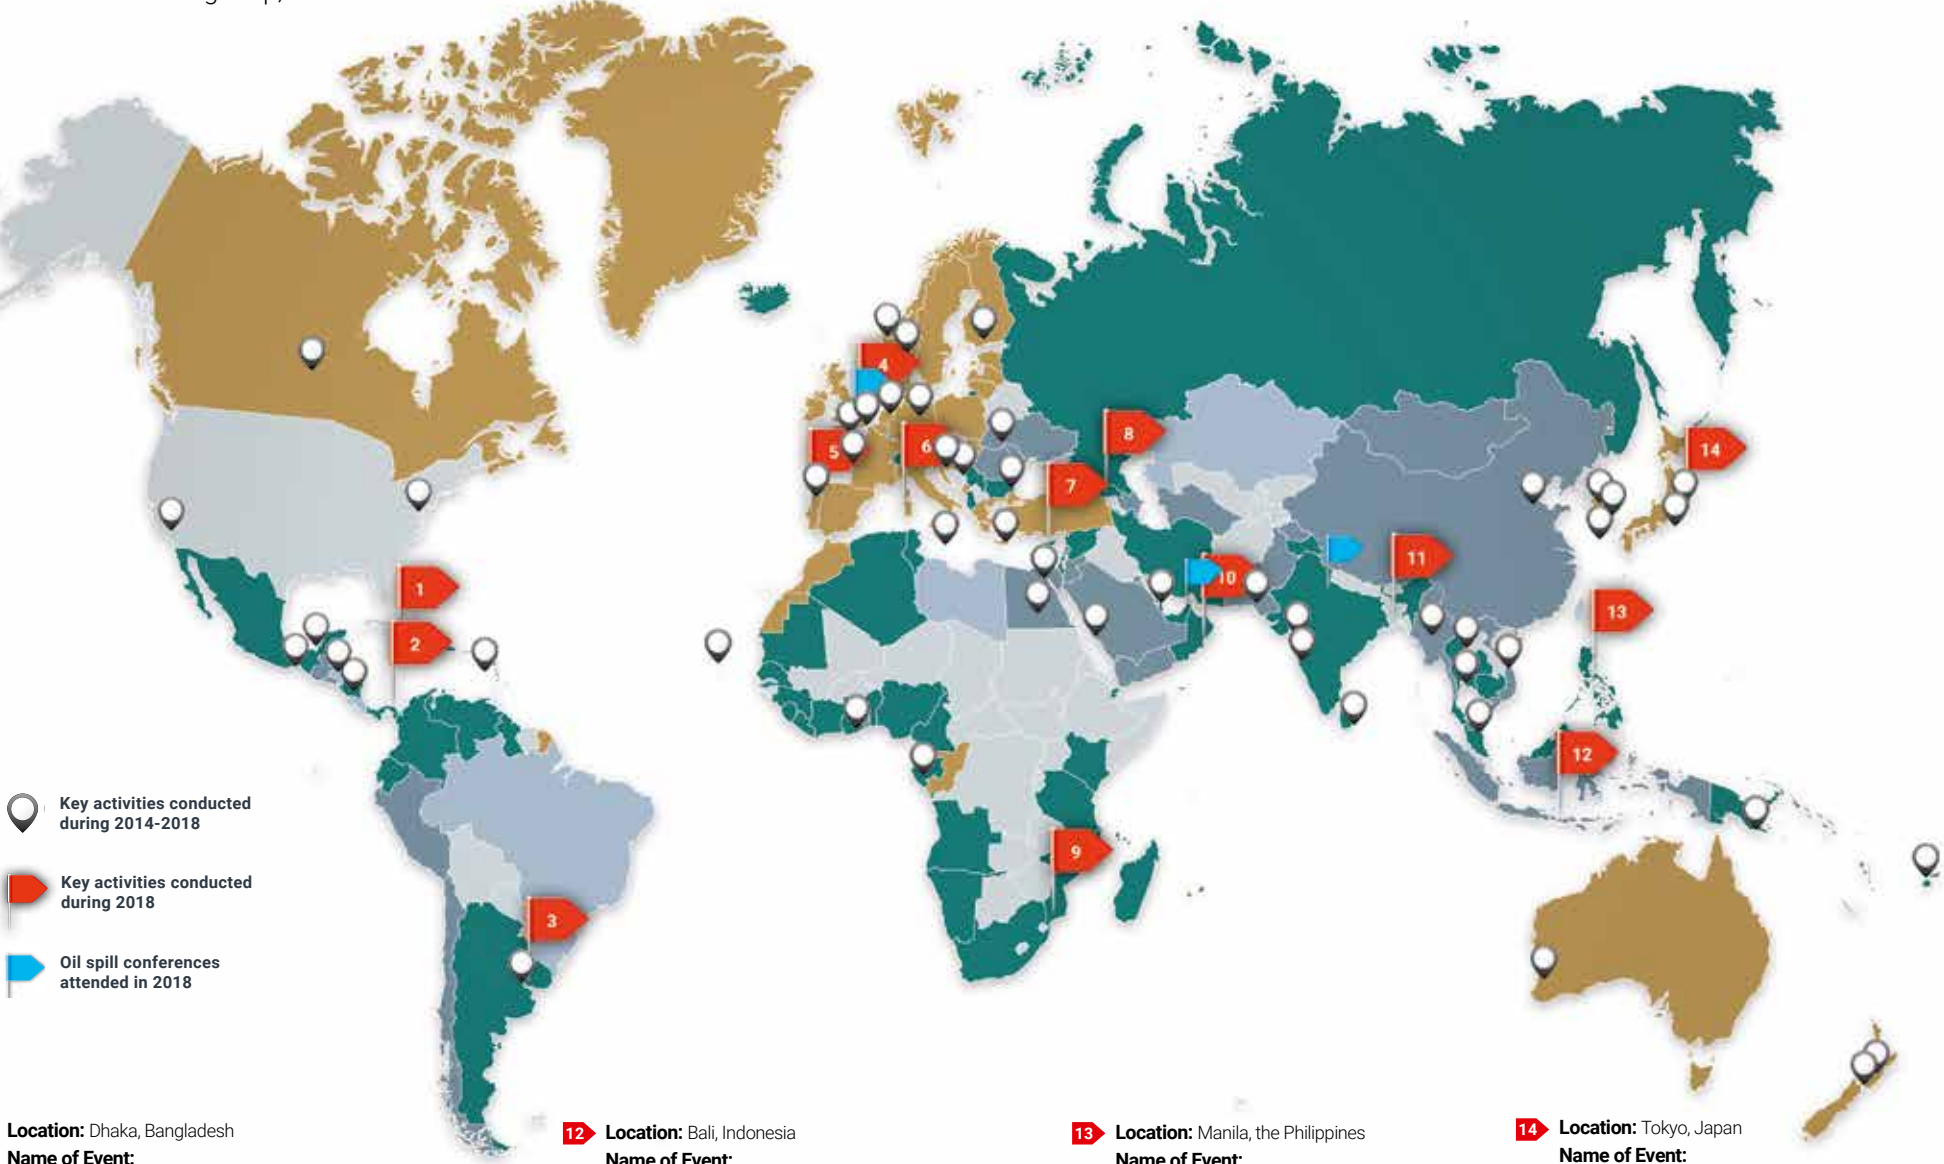 4
5
6
8
14
7
11
10
1
13
2
12
Key activities conducted
during 2014-2018
9
Key activities conducted
during 2018
3
Oil spill conferences
attended in 2018
Location: Dhaka, Bangladesh
Name of Event:
12 Location: Bali, Indonesia
Name of Event:
13 Location: Manila, the Philippines
Name of Event:
14 Location: Tokyo, Japan
Name of Event: